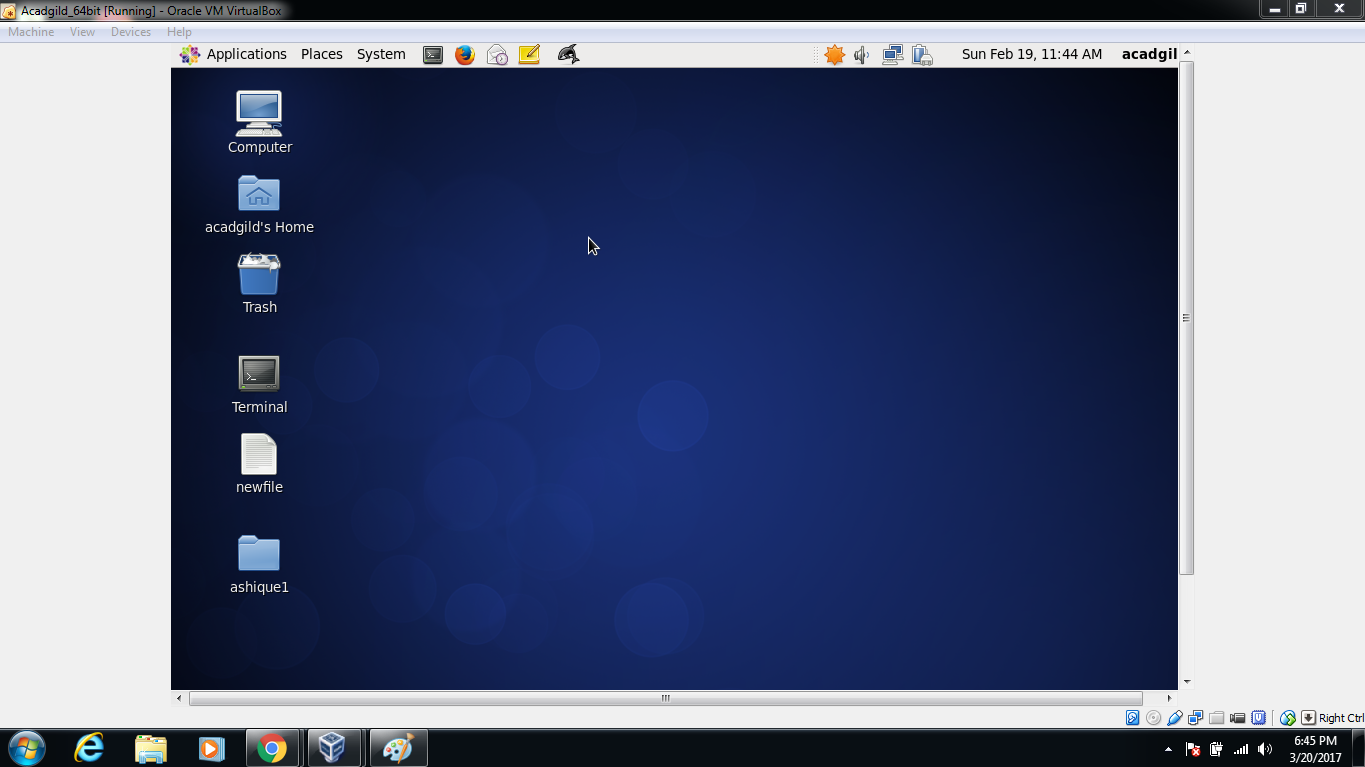 Acadgild_64bit [Running] - Oracle VM VirtualBox
Machine View Devices Help
Applications Places System Sun Feb 19, 11:44 AM acadgil
Computer
acadgild's Home
Trash
Terminal
newfile
ashique1
Right Ctrl
6:45 PM
3/20/2017